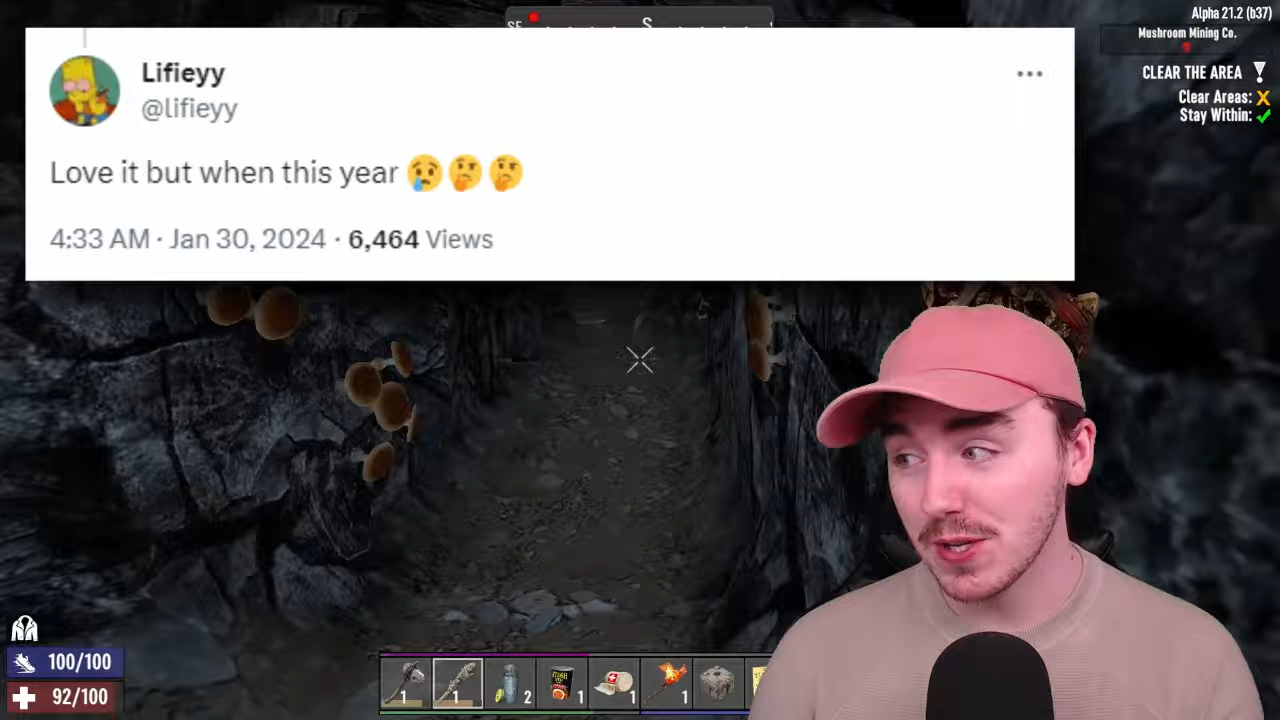 SE S
Alpha 21.2 (b37)
Mushroom Mining Co.
CLEAR THE AREA
Clear Areas: X
Stay Within: ✓
Lifieyy
@lifieyy
Love it but when this year 😢🤔🤔
4:33 AM · Jan 30, 2024 · 6,464 Views
100/100
92/100
1 1 2 1 1 1